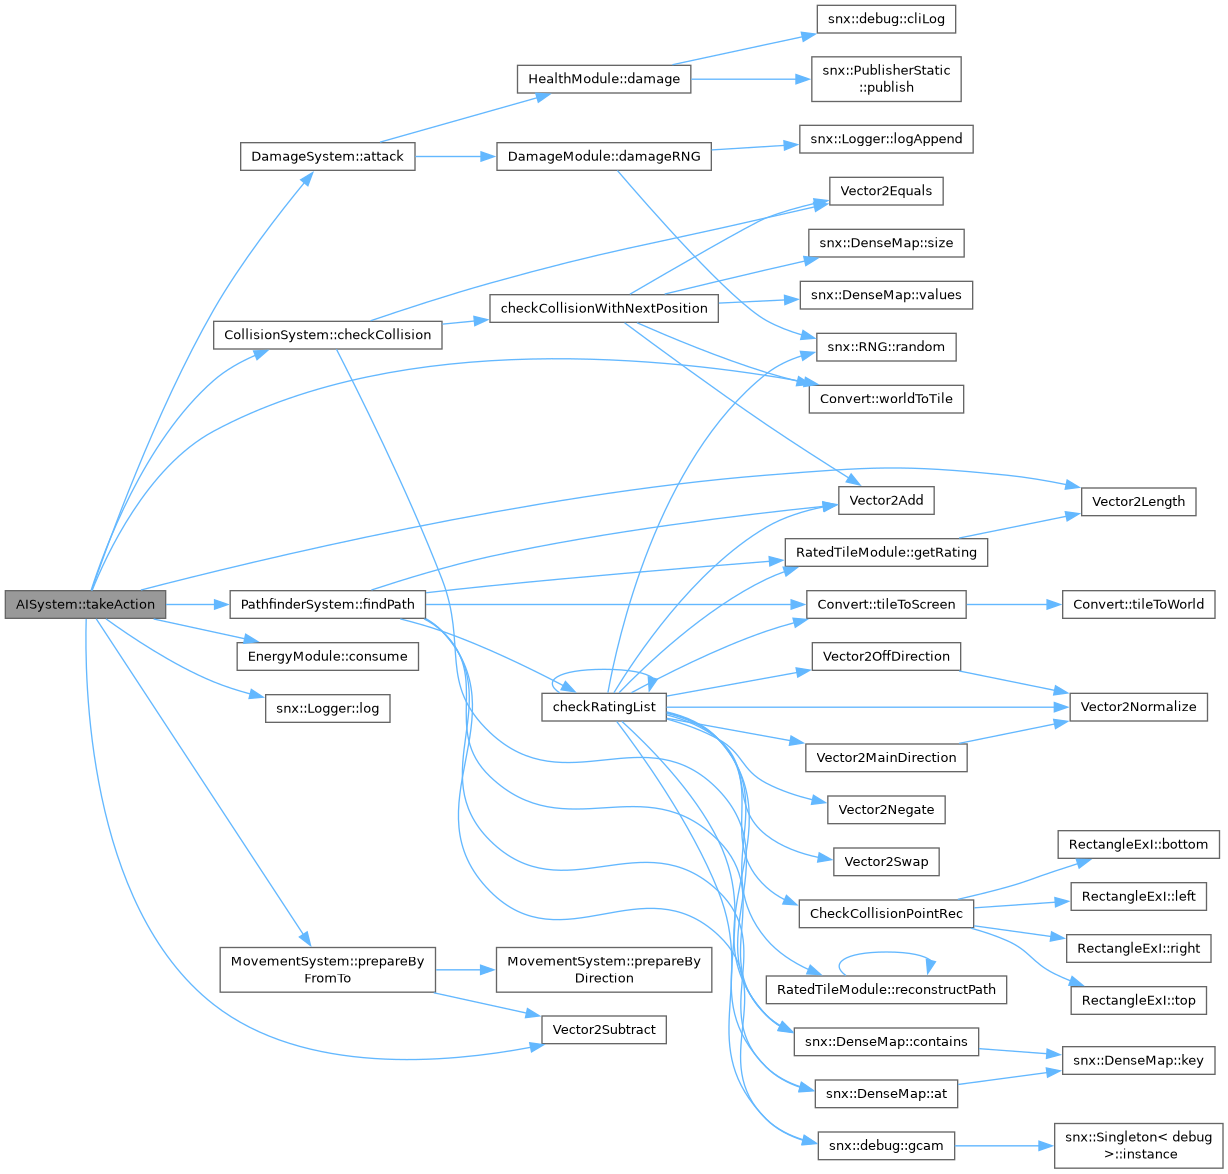 snx::debug::cliLog
HealthModule::damage
snx::PublisherStatic
::publish
snx::Logger::logAppend
DamageSystem::attack
DamageModule::damageRNG
Vector2Equals
snx::DenseMap::size
snx::DenseMap::values
checkCollisionWithNextPosition
CollisionSystem::checkCollision
snx::RNG::random
Convert::worldToTile
Vector2Add
Vector2Length
RatedTileModule::getRating
AISystem::takeAction
PathfinderSystem::findPath
Convert::tileToScreen
Convert::tileToWorld
EnergyModule::consume
Vector2OffDirection
snx::Logger::log
checkRatingList
Vector2Normalize
Vector2MainDirection
Vector2Negate
Vector2Swap
RectangleExI::bottom
RectangleExI::left
CheckCollisionPointRec
RectangleExI::right
MovementSystem::prepareBy
FromTo
MovementSystem::prepareBy
Direction
RatedTileModule::reconstructPath
RectangleExI::top
Vector2Subtract
snx::DenseMap::contains
snx::DenseMap::key
snx::DenseMap::at
snx::debug::gcam
snx::Singleton< debug
>::instance